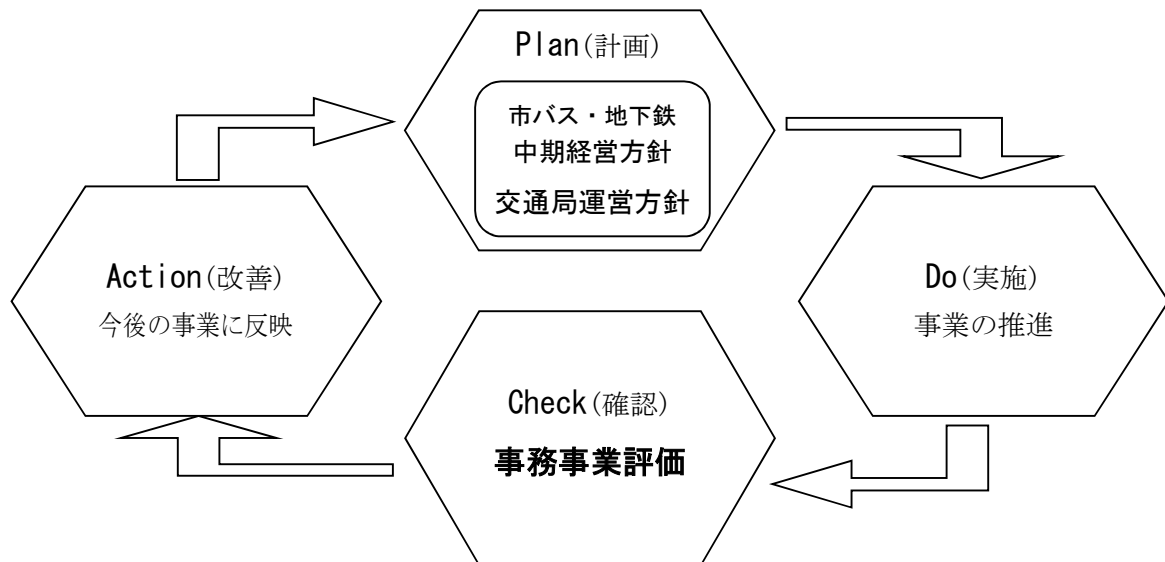 Plan(計画)
市バス・地下鉄
中期経営方針
交通局運営方針
Action(改善)
今後の事業に反映
Do(実施)
事業の推進
Check(確認)
事務事業評価